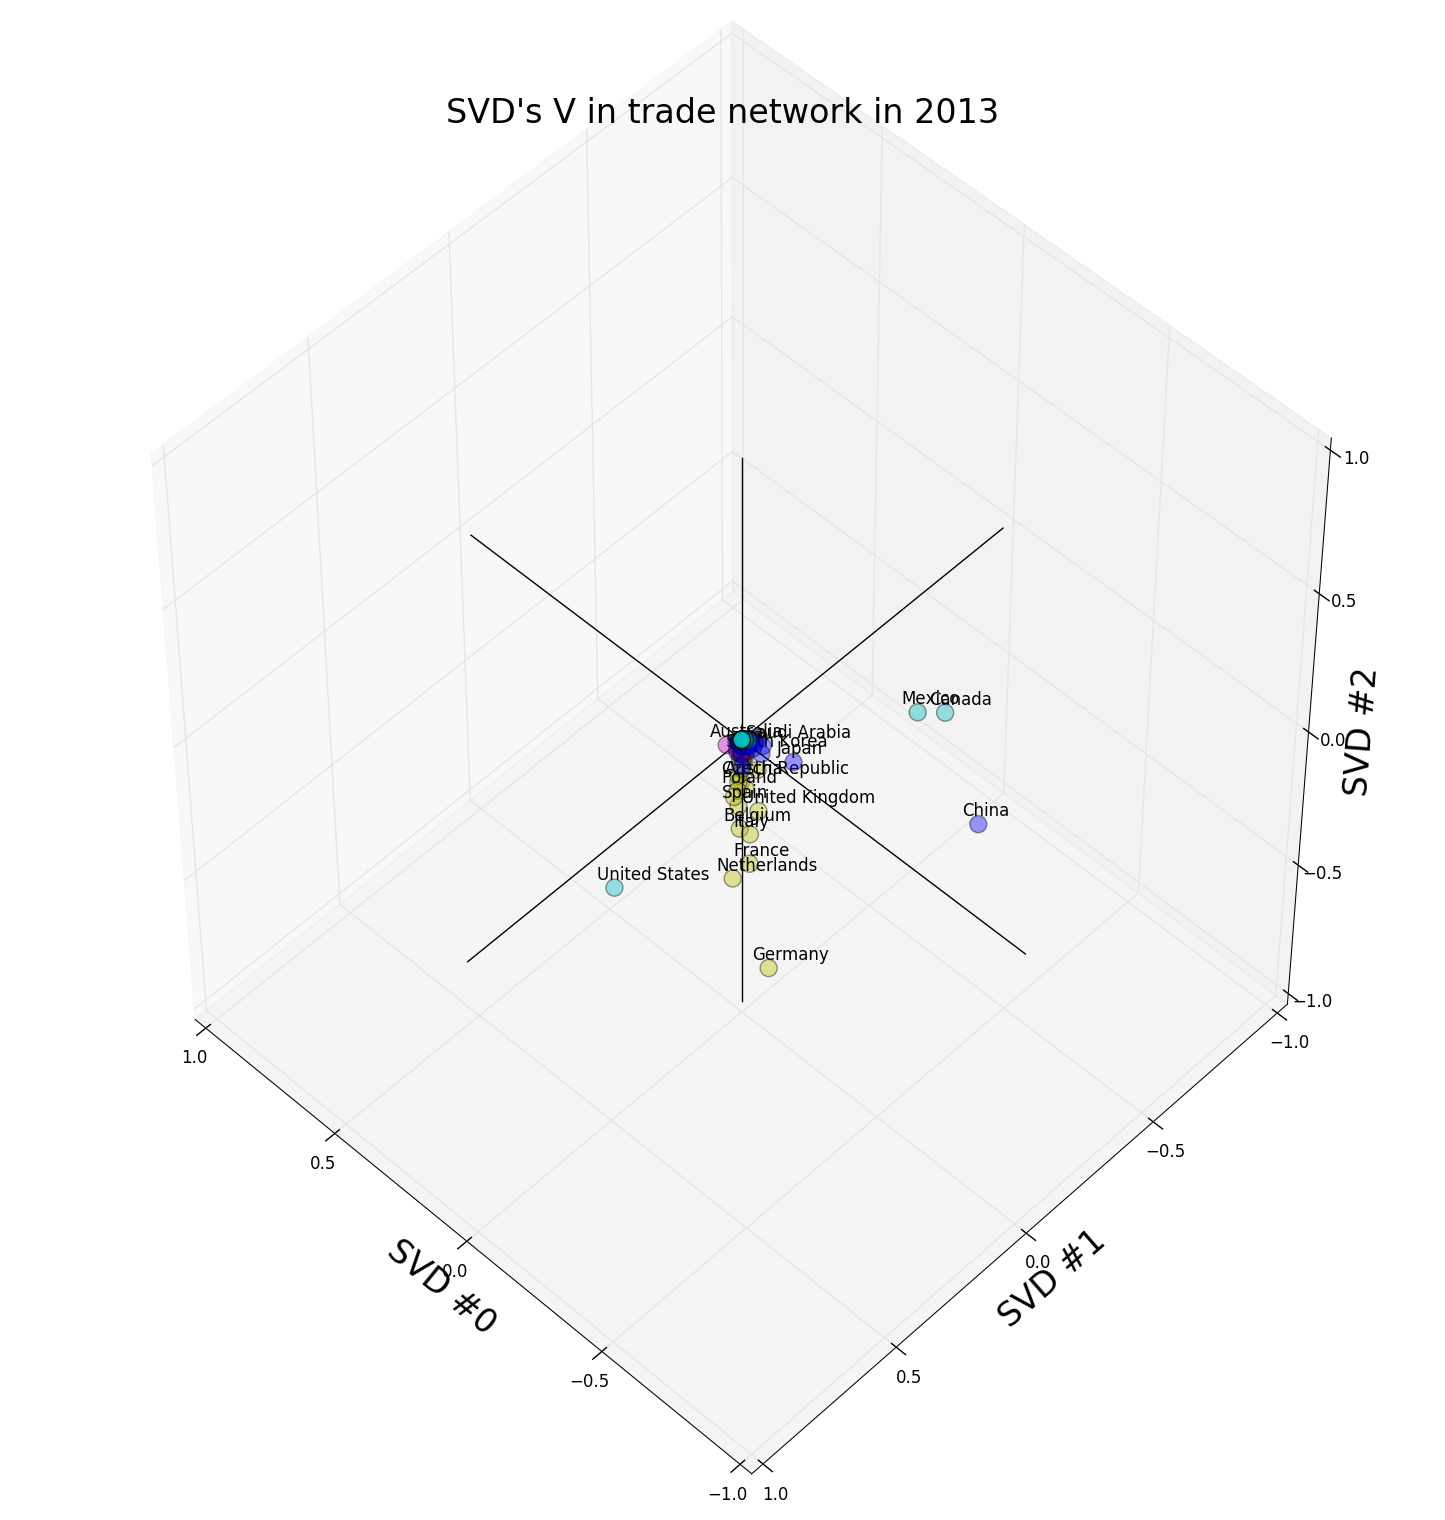 SVD's V in trade network in 2013
1.0
0.5
0.0
−0.5
−1.0
SVD #2
Mexico
Canada
Saudi Arabia
Japan
Czech Republic
Poland
Spain
United Kingdom
China
Belgium
Italy
France
Netherlands
United States
Germany
1.0
0.5
0.0
−0.5
−1.0
SVD #0
1.0
0.5
0.0
−0.5
−1.0
SVD #1
Australia
Korea
Austria